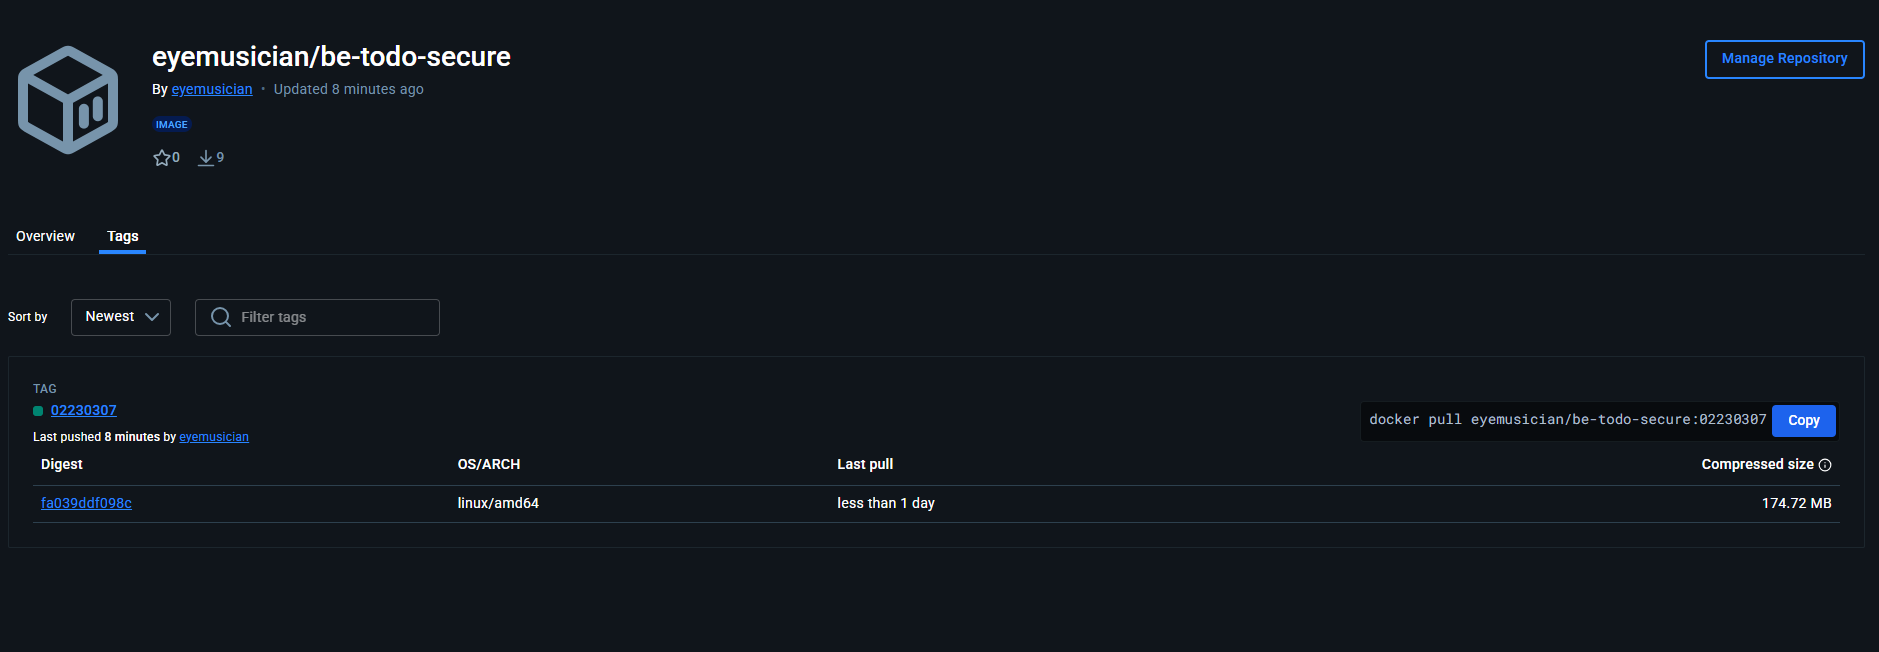 eyemusician/be-todo-secure
Manage Repository
By eyemusician • Updated 8 minutes ago
IMAGE
0 9
Overview Tags
Sort by Newest Filter tags
TAG
02230307
docker pull eyemusician/be-todo-secure:02230307 Copy
Last pushed 8 minutes by eyemusician
Digest OS/ARCH Last pull Compressed size
fa039ddf098c linux/amd64 less than 1 day 174.72 MB